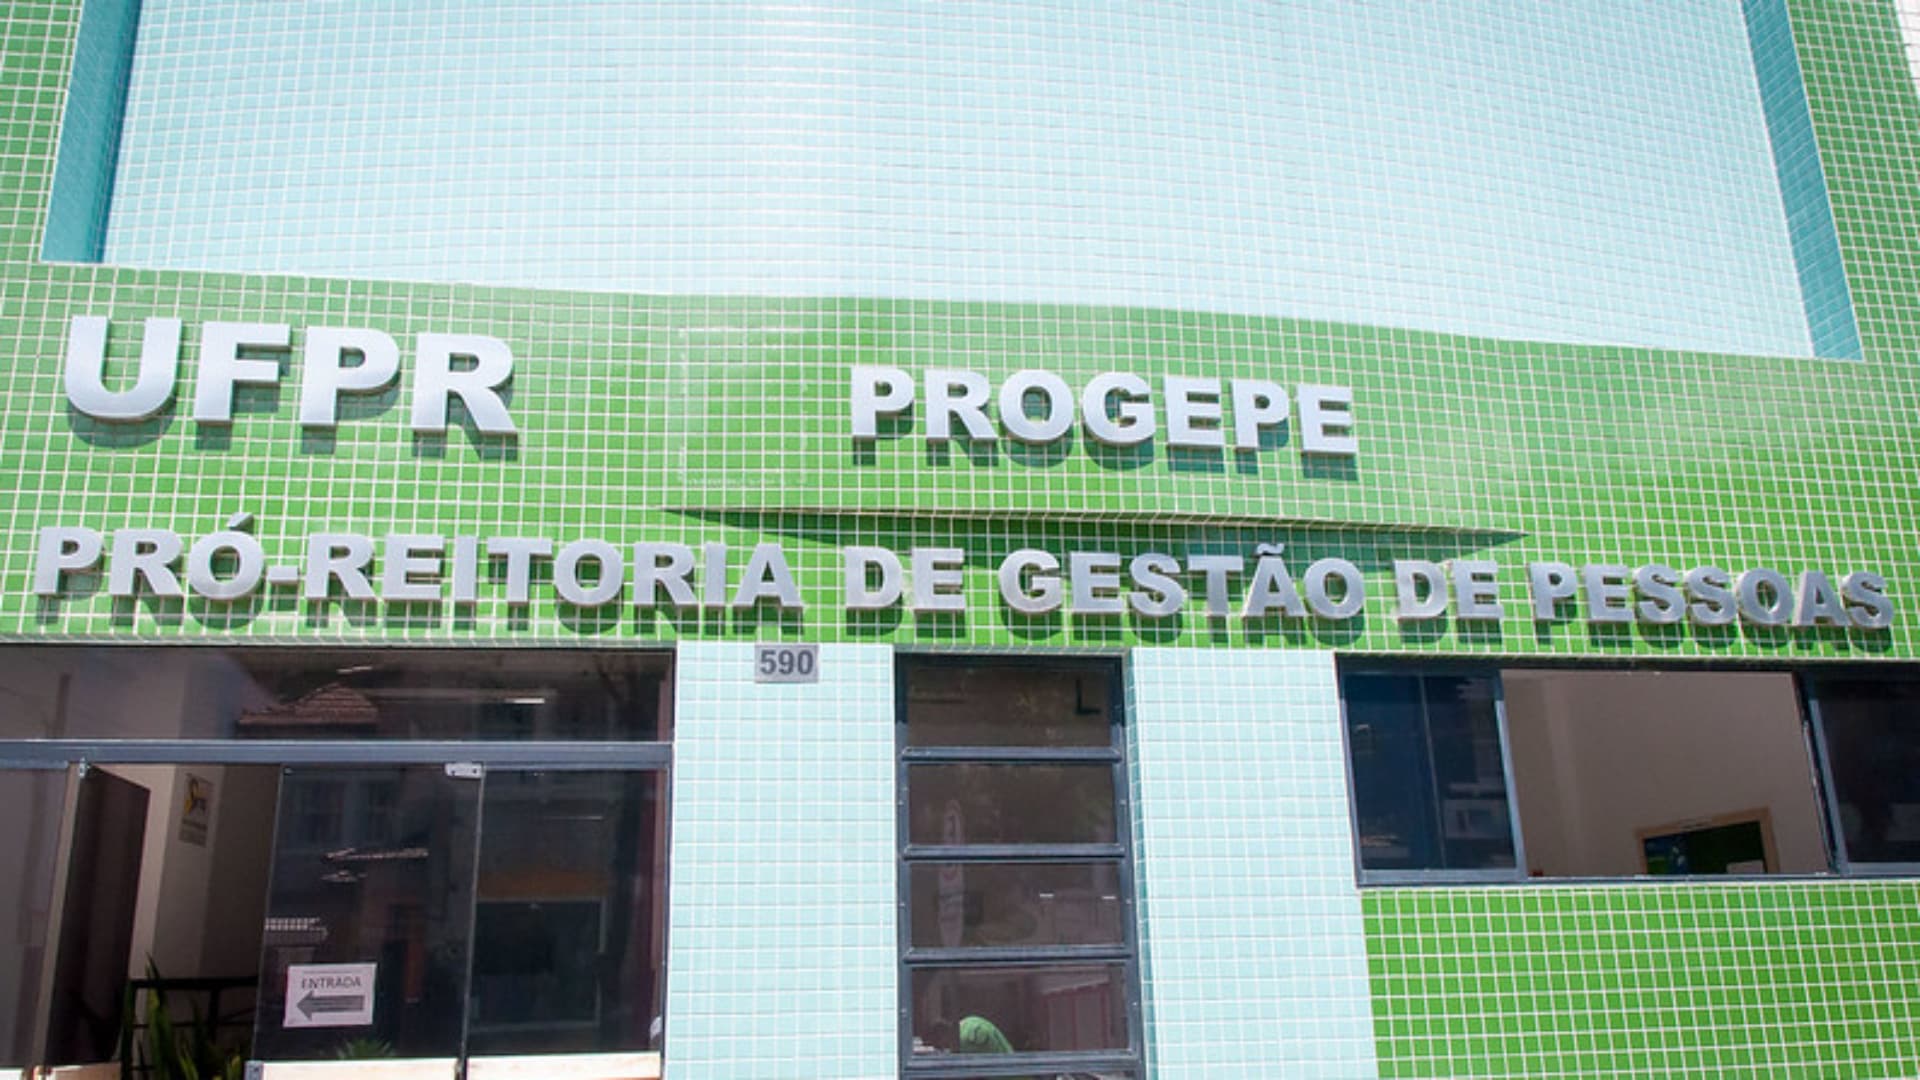 UFPR
PROGEPE
PRÓ-REITORIA DE GESTÃO DE PESSOAS
590
ENTRADA